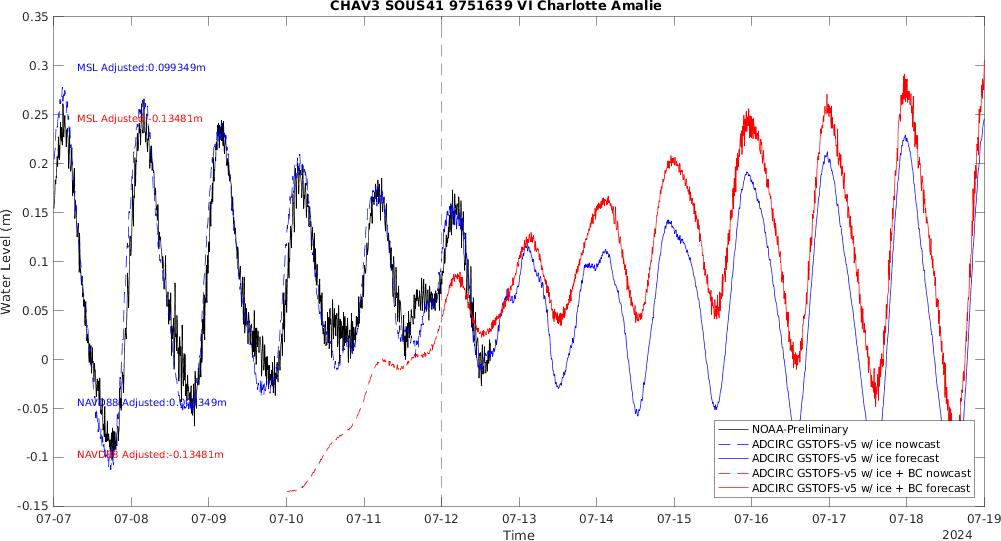 CHAV3 SOUS41 9751639 VI Charlotte Amalie
0.35
0.3
0.25
0.2
0.15
0.1
0.05
0
-0.05
-0.1
-0.15
Water Level (m)
MSL Adjusted:0.099349m
MSL Adjusted:-0.13481m
NAVD88 Adjusted:0.099349m
NAVD88 Adjusted:-0.13481m
NOAA-Preliminary
ADCIRC GSTOFS-v5 w/ ice nowcast
ADCIRC GSTOFS-v5 w/ ice forecast
ADCIRC GSTOFS-v5 w/ ice + BC nowcast
ADCIRC GSTOFS-v5 w/ ice + BC forecast
07-07 07-08 07-09 07-10 07-11 07-12 07-13 07-14 07-15 07-16 07-17 07-18 07-19
Time
2024